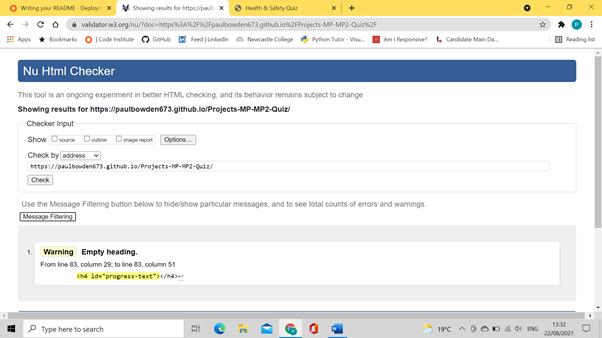 Writing your README - Deploy
Showing results for https://paul
Health & Safety Quiz
validator.w3.org/nu/?doc=https%3A%2F%2Fpaulbowden673.github.io%2FProjects-MP-MP2-Quiz%2F
Apps Bookmarks [ ] Code Institute GitHub Feed | LinkedIn Newcastle College Python Tutor - Visu... Am I Responsive? Candidate Main Da...
Nu Html Checker
This tool is an ongoing experiment in better HTML checking, and its behavior remains subject to change
Showing results for https://paulbowden673.github.io/Projects-MP-MP2-Quiz/
Checker Input
Show source outline image report Options...
Check by address
https://paulbowden673.github.io/Projects-MP-MP2-Quiz/
Check
Use the Message Filtering button below to hide/show particular messages, and to see total counts of errors and warnings.
Message Filtering
1. Warning Empty heading.
From line 83, column 29; to line 83, column 51
<h4 id="progress-text"></h4>↩
Type here to search
19°C ENG 13:32
22/08/2021